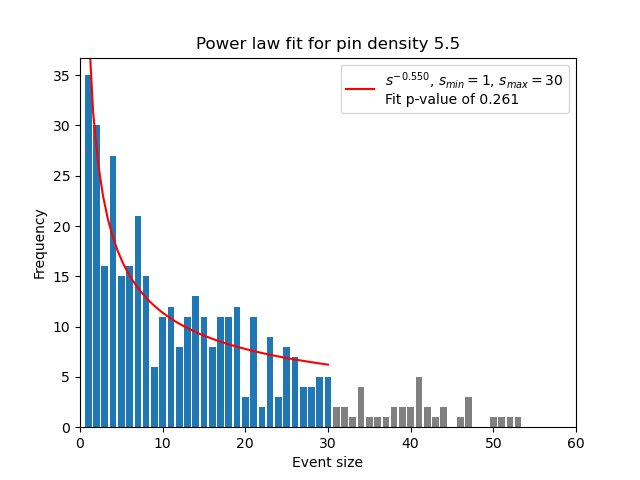 Power law fit for pin density 5.5
s^{-0.550}, s_{min} = 1, s_{max} = 30
Fit p-value of 0.261
Frequency
35
30
25
20
15
10
5
0
0 10 20 30 40 50 60
Event size